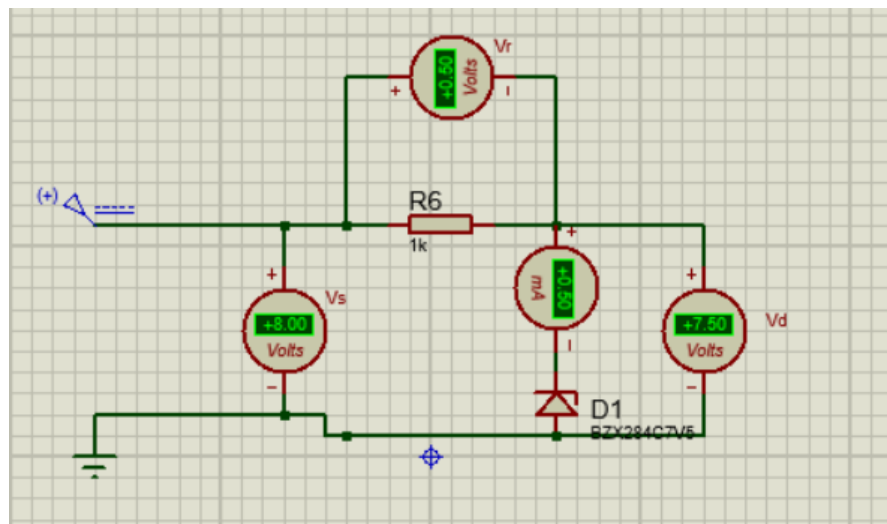 Vr
+0.50
Volts
(+)
R6
1k
+
-
+
+
+
+0.50
mA
Vs
+8.00
Volts
+7.50
Volts
Vd
-
-
-
D1
BZX284C7V5